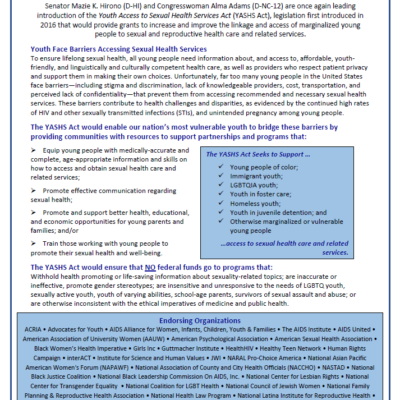 Senator Mazie K. Hirono (D-HI) and Congresswoman Alma Adams (D-NC-12) are once again leading
introduction of the Youth Access to Sexual Health Services Act (YASHS Act), legislation first introduced in
2016 that would provide grants to increase and improve the linkage and access of marginalized young
people to sexual and reproductive health care and related services.
Youth Face Barriers Accessing Sexual Health Services
To ensure lifelong sexual health, all young people need information about, and access to, affordable, youth-
friendly, and linguistically and culturally competent health care, as well as providers who respect patient privacy
and support them in making their own choices. Unfortunately, far too many young people in the United States
face barriers—including stigma and discrimination, lack of knowledgeable providers, cost, transportation, and
perceived lack of confidentiality—that prevent them from accessing recommended and necessary sexual health
services. These barriers contribute to health challenges and disparities, as evidenced by the continued high rates
of HIV and other sexually transmitted infections (STIs), and unintended pregnancy among young people.
The YASHS Act would enable our nation's most vulnerable youth to bridge these barriers by
providing communities with resources to support partnerships and programs that:
➤ Equip young people with medically-accurate and
complete, age-appropriate information and skills on
how to access and obtain sexual health care and
related services;
➤ Promote effective communication regarding
sexual health;
➤ Promote and support better health, educational,
and economic opportunities for young parents and
families; and/or
➤ Train those working with young people to
promote their sexual health and well-being.
The YASHS Act Seeks to Support ...
✓ Young people of color;
✓ Immigrant youth;
✓ LGBTQIA youth;
✓ Youth in foster care;
✓ Homeless youth;
✓ Youth in juvenile detention; and
✓ Otherwise marginalized or vulnerable
young people
...access to sexual health care and related
services.
The YASHS Act would ensure that NO federal funds go to programs that:
Withhold health promoting or life-saving information about sexuality-related topics; are inaccurate or
ineffective, promote gender stereotypes; are insensitive and unresponsive to the needs of LGBTQ youth,
sexually active youth, youth of varying abilities, school-age parents, survivors of sexual assault and abuse; or
are otherwise inconsistent with the ethical imperatives of medicine and public health.
Endorsing Organizations
ACRIA • Advocates for Youth • AIDS Alliance for Women, Infants, Children, Youth & Families • The AIDS Institute • AIDS United •
American Association of University Women (AAUW) • American Psychological Association • American Sexual Health Association •
Black Women's Health Imperative • Girls Inc • Guttmacher Institute • HealthHIV • Healthy Teen Network • Human Rights
Campaign • interACT • Institute for Science and Human Values • JWI • NARAL Pro-Choice America • National Asian Pacific
American Women's Forum (NAPAWF) • National Association of County and City Health Officials (NACCHO) • NASTAD • National
Black Justice Coalition • National Black Leadership Commission On AIDS, Inc. • National Center for Lesbian Rights • National
Center for Transgender Equality • National Coalition for LGBT Health • National Council of Jewish Women • National Family
Planning & Reproductive Health Association • National Health Law Program • National Latina Institute for Reproductive Health •